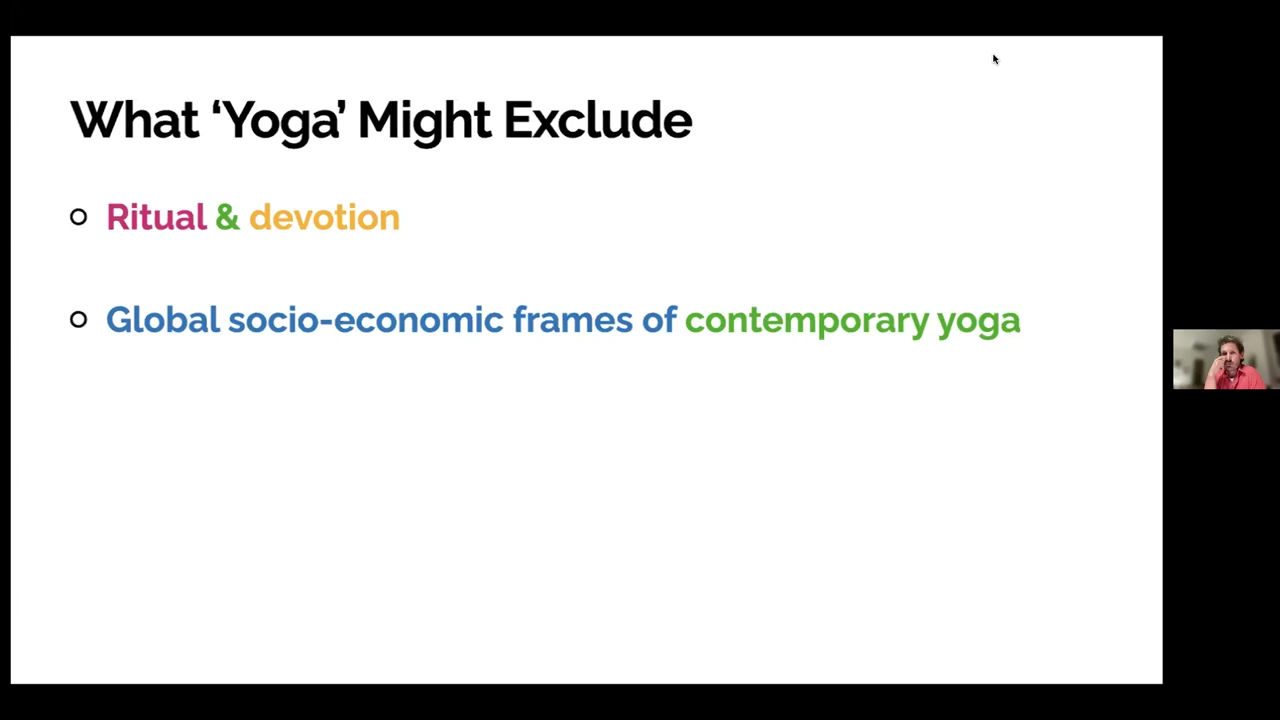 What ‘Yoga’ Might Exclude
Ritual & devotion
Global socio-economic frames of contemporary yoga